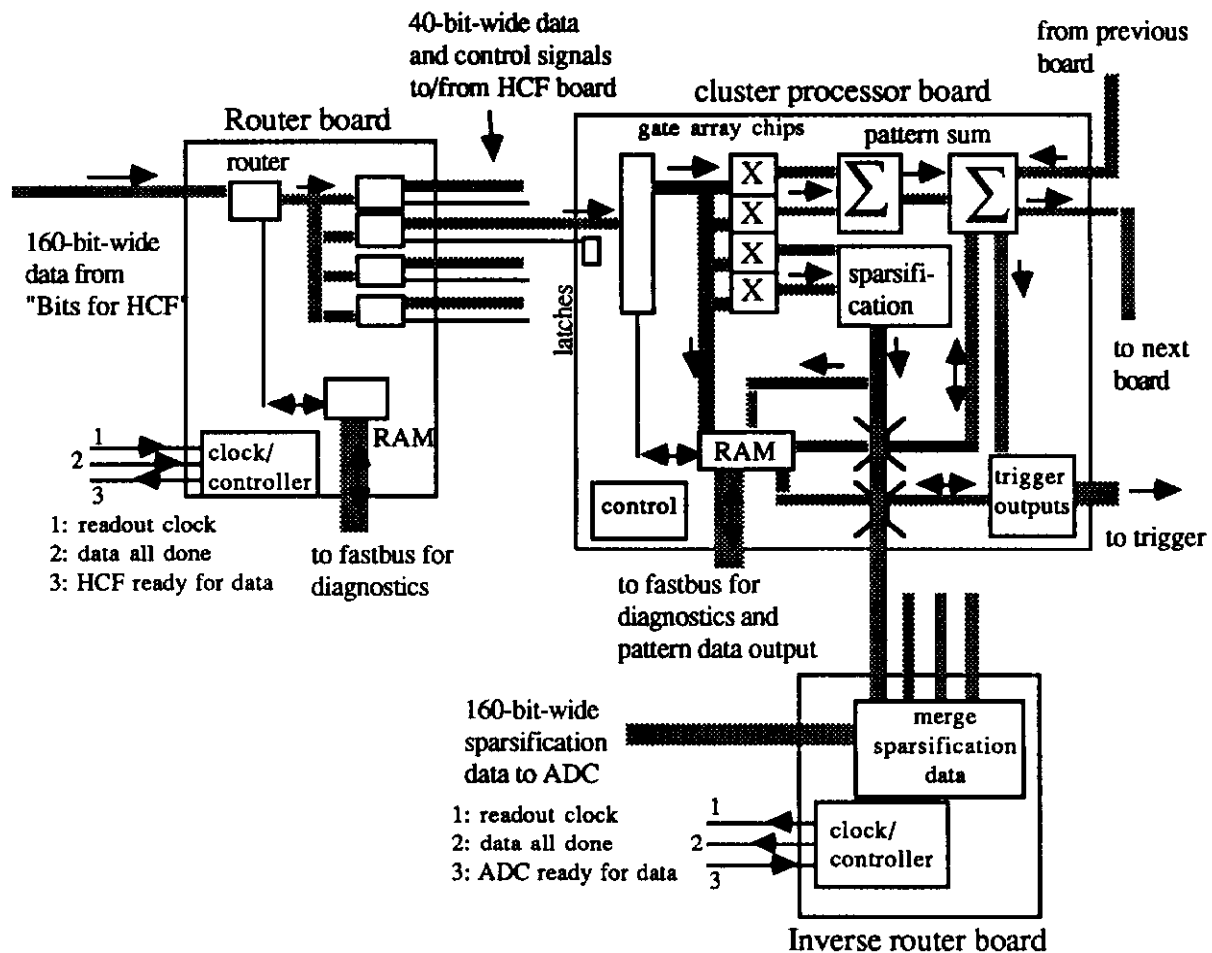 40-bit-wide data
and control signals
to/from HCF board
from previous
board
Router board
cluster processor board
router
gate array chips
pattern sum
160-bit-wide
data from
"Bits for HCF"
latches
X
X
X
X
Σ
Σ
sparsifi-
cation
to next
board
RAM
1
2
3
clock/
controller
1: readout clock
2: data all done
3: HCF ready for data
to fastbus for
diagnostics
RAM
control
trigger
outputs
to trigger
to fastbus for
diagnostics and
pattern data output
160-bit-wide
sparsification
data to ADC
merge
sparsification
data
1: readout clock
2: data all done
3: ADC ready for data
1
2
3
clock/
controller
Inverse router board